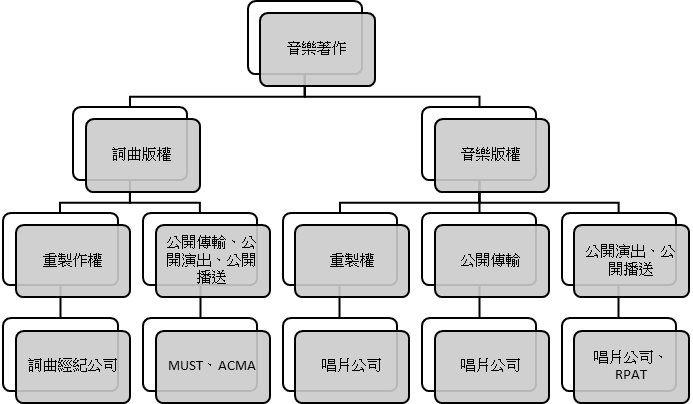 音樂著作
詞曲版權
音樂版權
重製作權
公開傳輸、公
開演出、公開
播送
重製權
公開傳輸
公開演出、公
開播送
詞曲經紀公司
MUST、ACMA
唱片公司
唱片公司
唱片公司、
RPAT